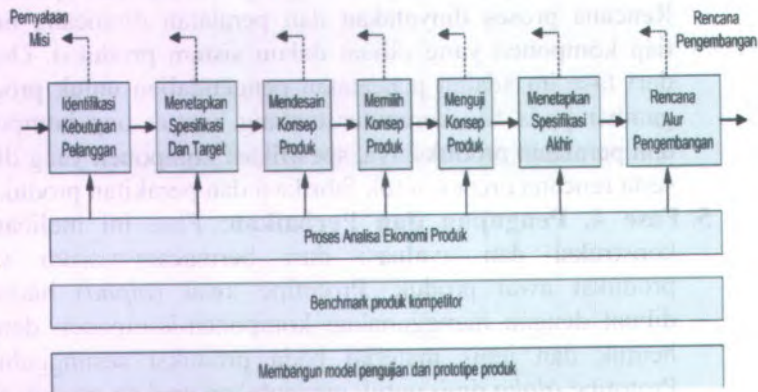 Pernyataan
Misi
Rencana
Pengembangan
Identifikasi
Kebutuhan
Pelanggan
Menetapkan
Spesifikasi
Dan Target
Mendesain
Konsep
Produk
Memilih
Konsep
Produk
Menguji
Konsep
Produk
Menetapkan
Spesifikasi
Akhir
Rencana
Alur
Pengembangan
Proses Analisa Ekonomi Produk
Benchmark produk kompetitor
Membangun model pengujian dan prototipe produk